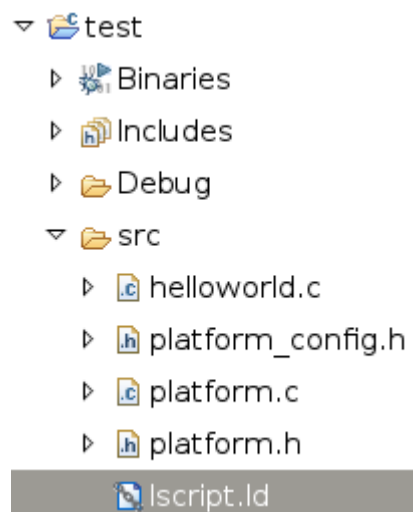 test
Binaries
Includes
Debug
src
helloworld.c
platform_config.h
platform.c
platform.h
lscript.ld